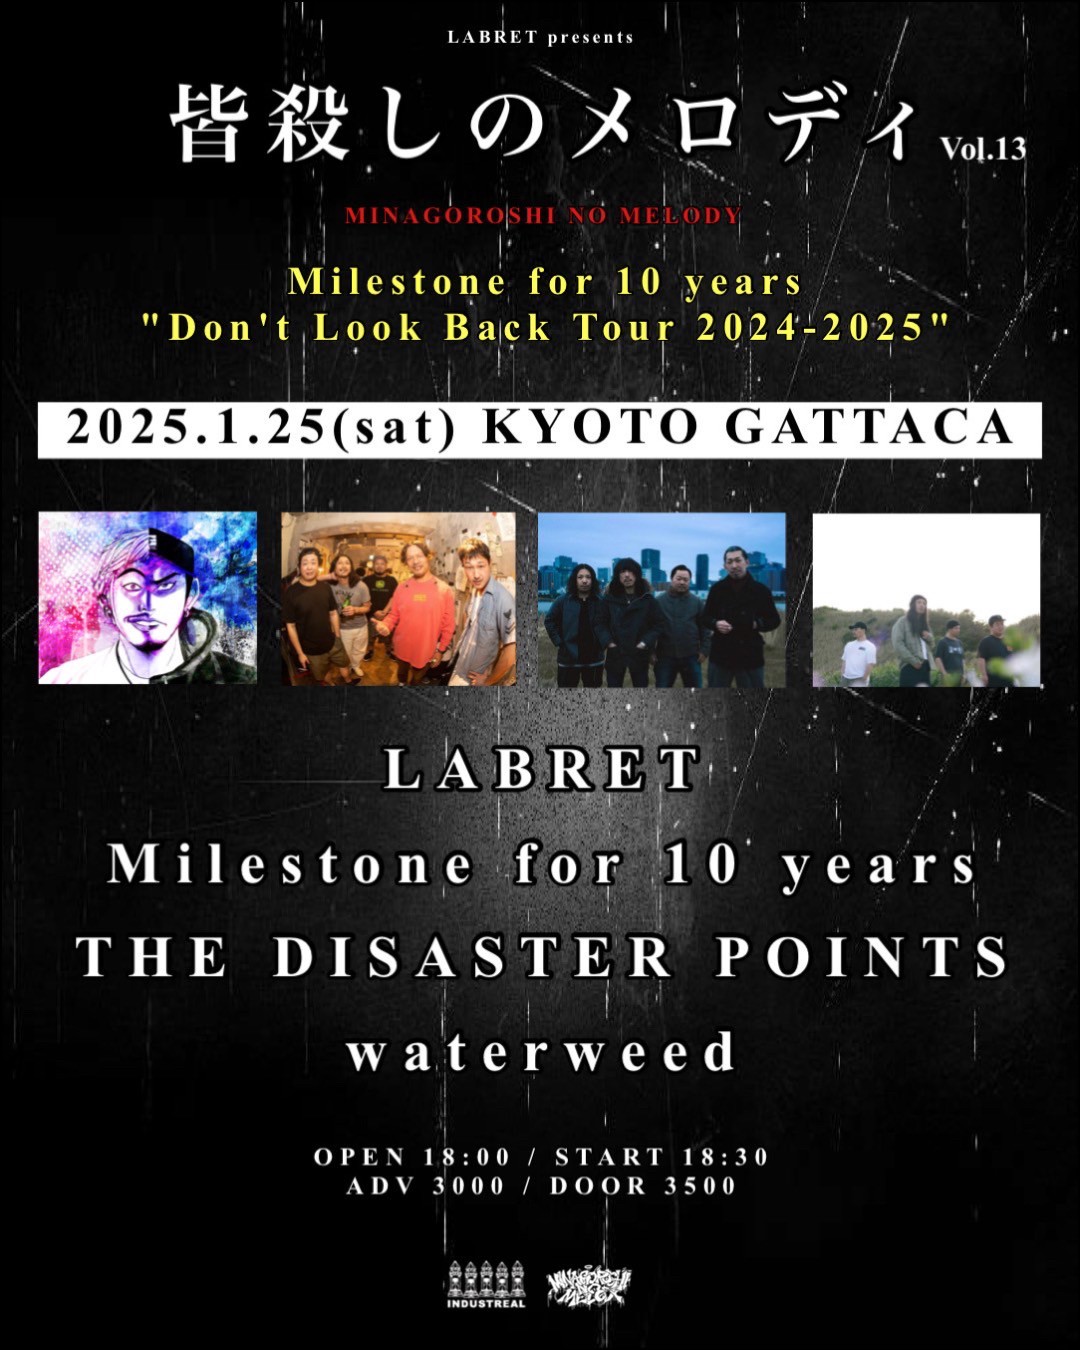 LABRET presents
皆殺しのメロディ Vol.13
MINAGOROSHI NO MELODY
Milestone for 10 years
"Don't Look Back Tour 2024-2025"
2025.1.25(sat) KYOTO GATTACA
LABRET
Milestone for 10 years
THE DISASTER POINTS
waterweed
OPEN 18:00 / START 18:30
ADV 3000 / DOOR 3500
INDUSTREAL